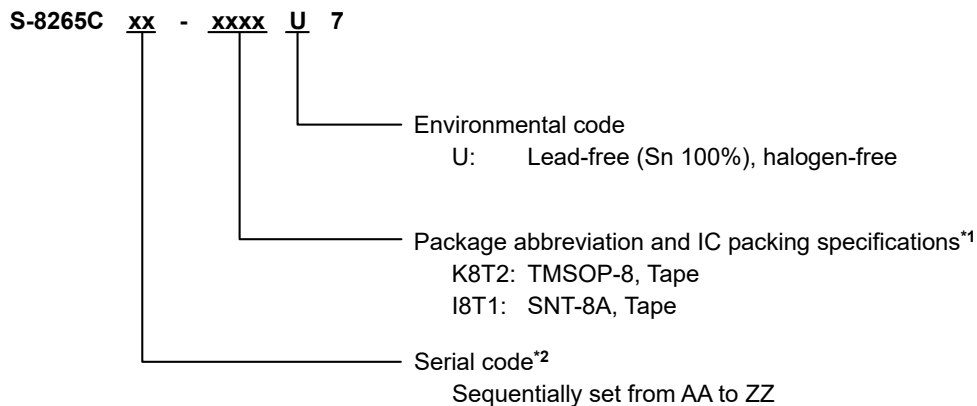 S-8265C xx - xxxx U 7
Environmental code
U: Lead-free (Sn 100%), halogen-free
Package abbreviation and IC packing specifications*1
K8T2: TMSOP-8, Tape
I8T1: SNT-8A, Tape
Serial code*2
Sequentially set from AA to ZZ